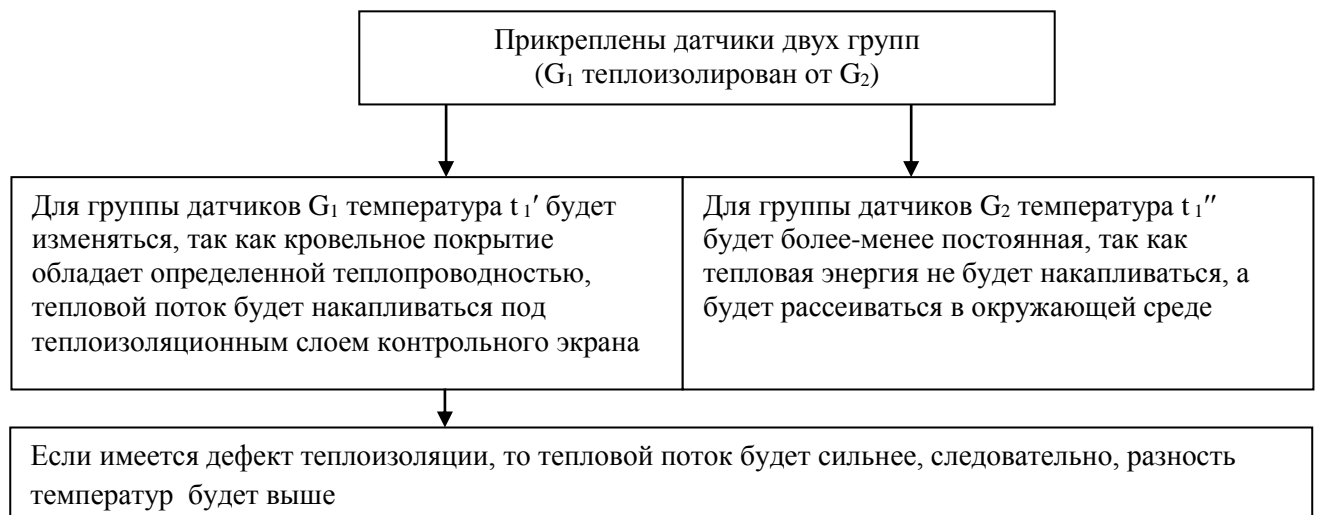 Прикреплены датчики двух групп
(G₁ теплоизолирован от G₂)
Для группы датчиков G₁ температура t ₁′ будет
изменяться, так как кровельное покрытие
обладает определенной теплопроводностью,
тепловой поток будет накапливаться под
теплоизоляционным слоем контрольного экрана
Для группы датчиков G₂ температура t ₁″
будет более-менее постоянная, так как
тепловая энергия не будет накапливаться, а
будет рассеиваться в окружающей среде
Если имеется дефект теплоизоляции, то тепловой поток будет сильнее, следовательно, разность
температур будет выше